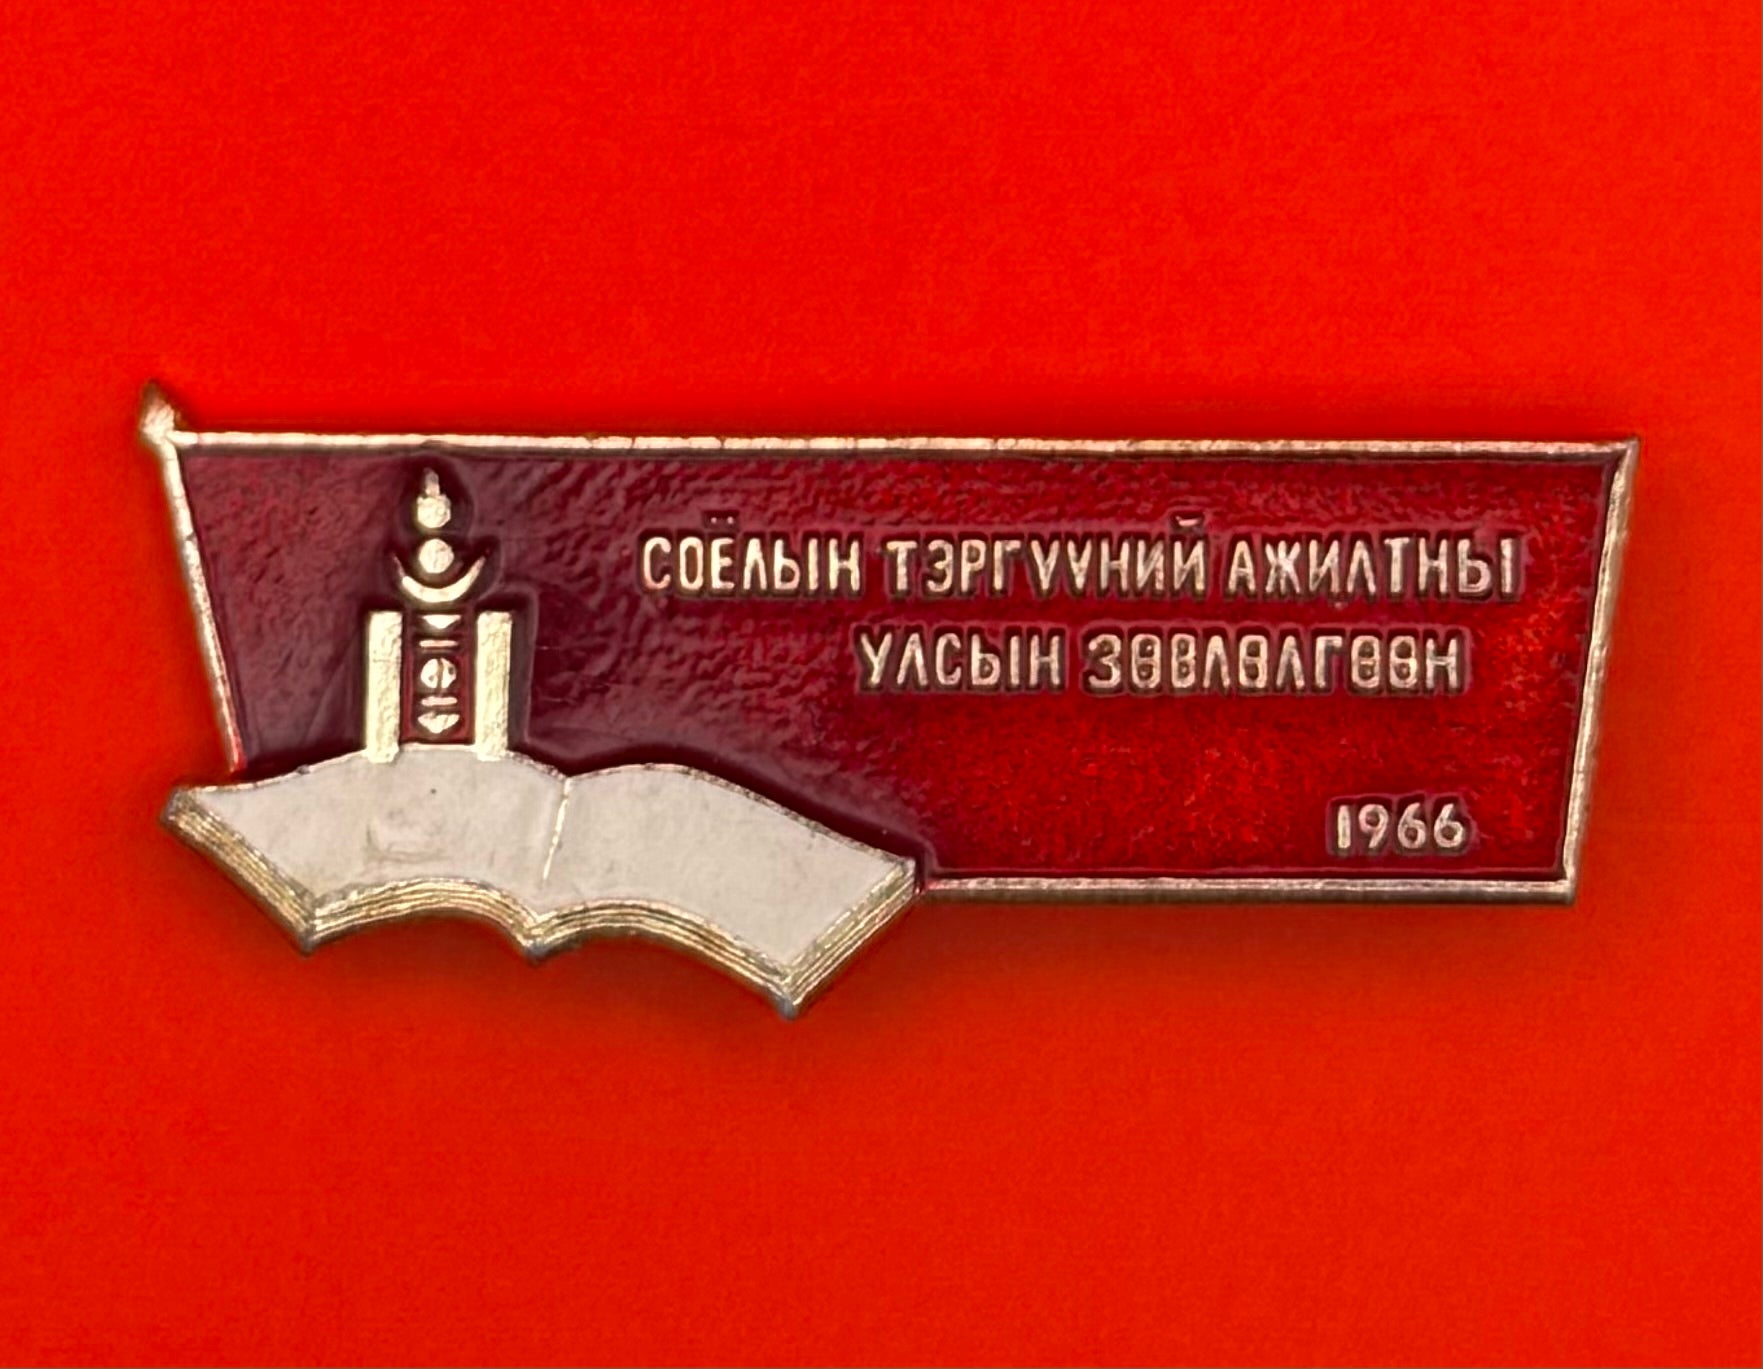 СОЁЛЫН ТЭРГҮҮНИЙ АЖИЛТНЫ
УЛСЫН ЗӨВЛӨЛГӨӨН
1966